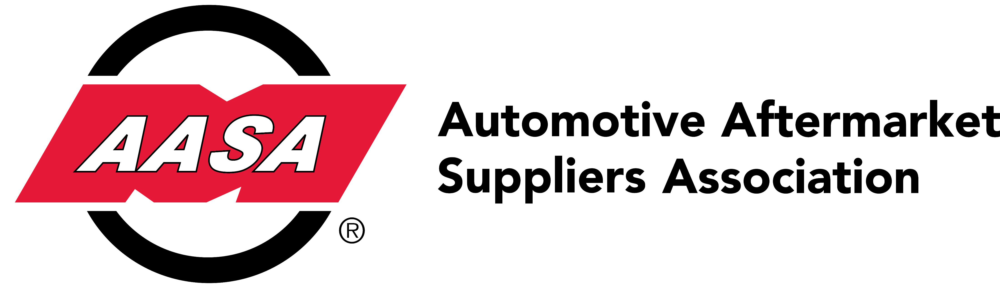 AASA
®
Automotive Aftermarket
Suppliers Association